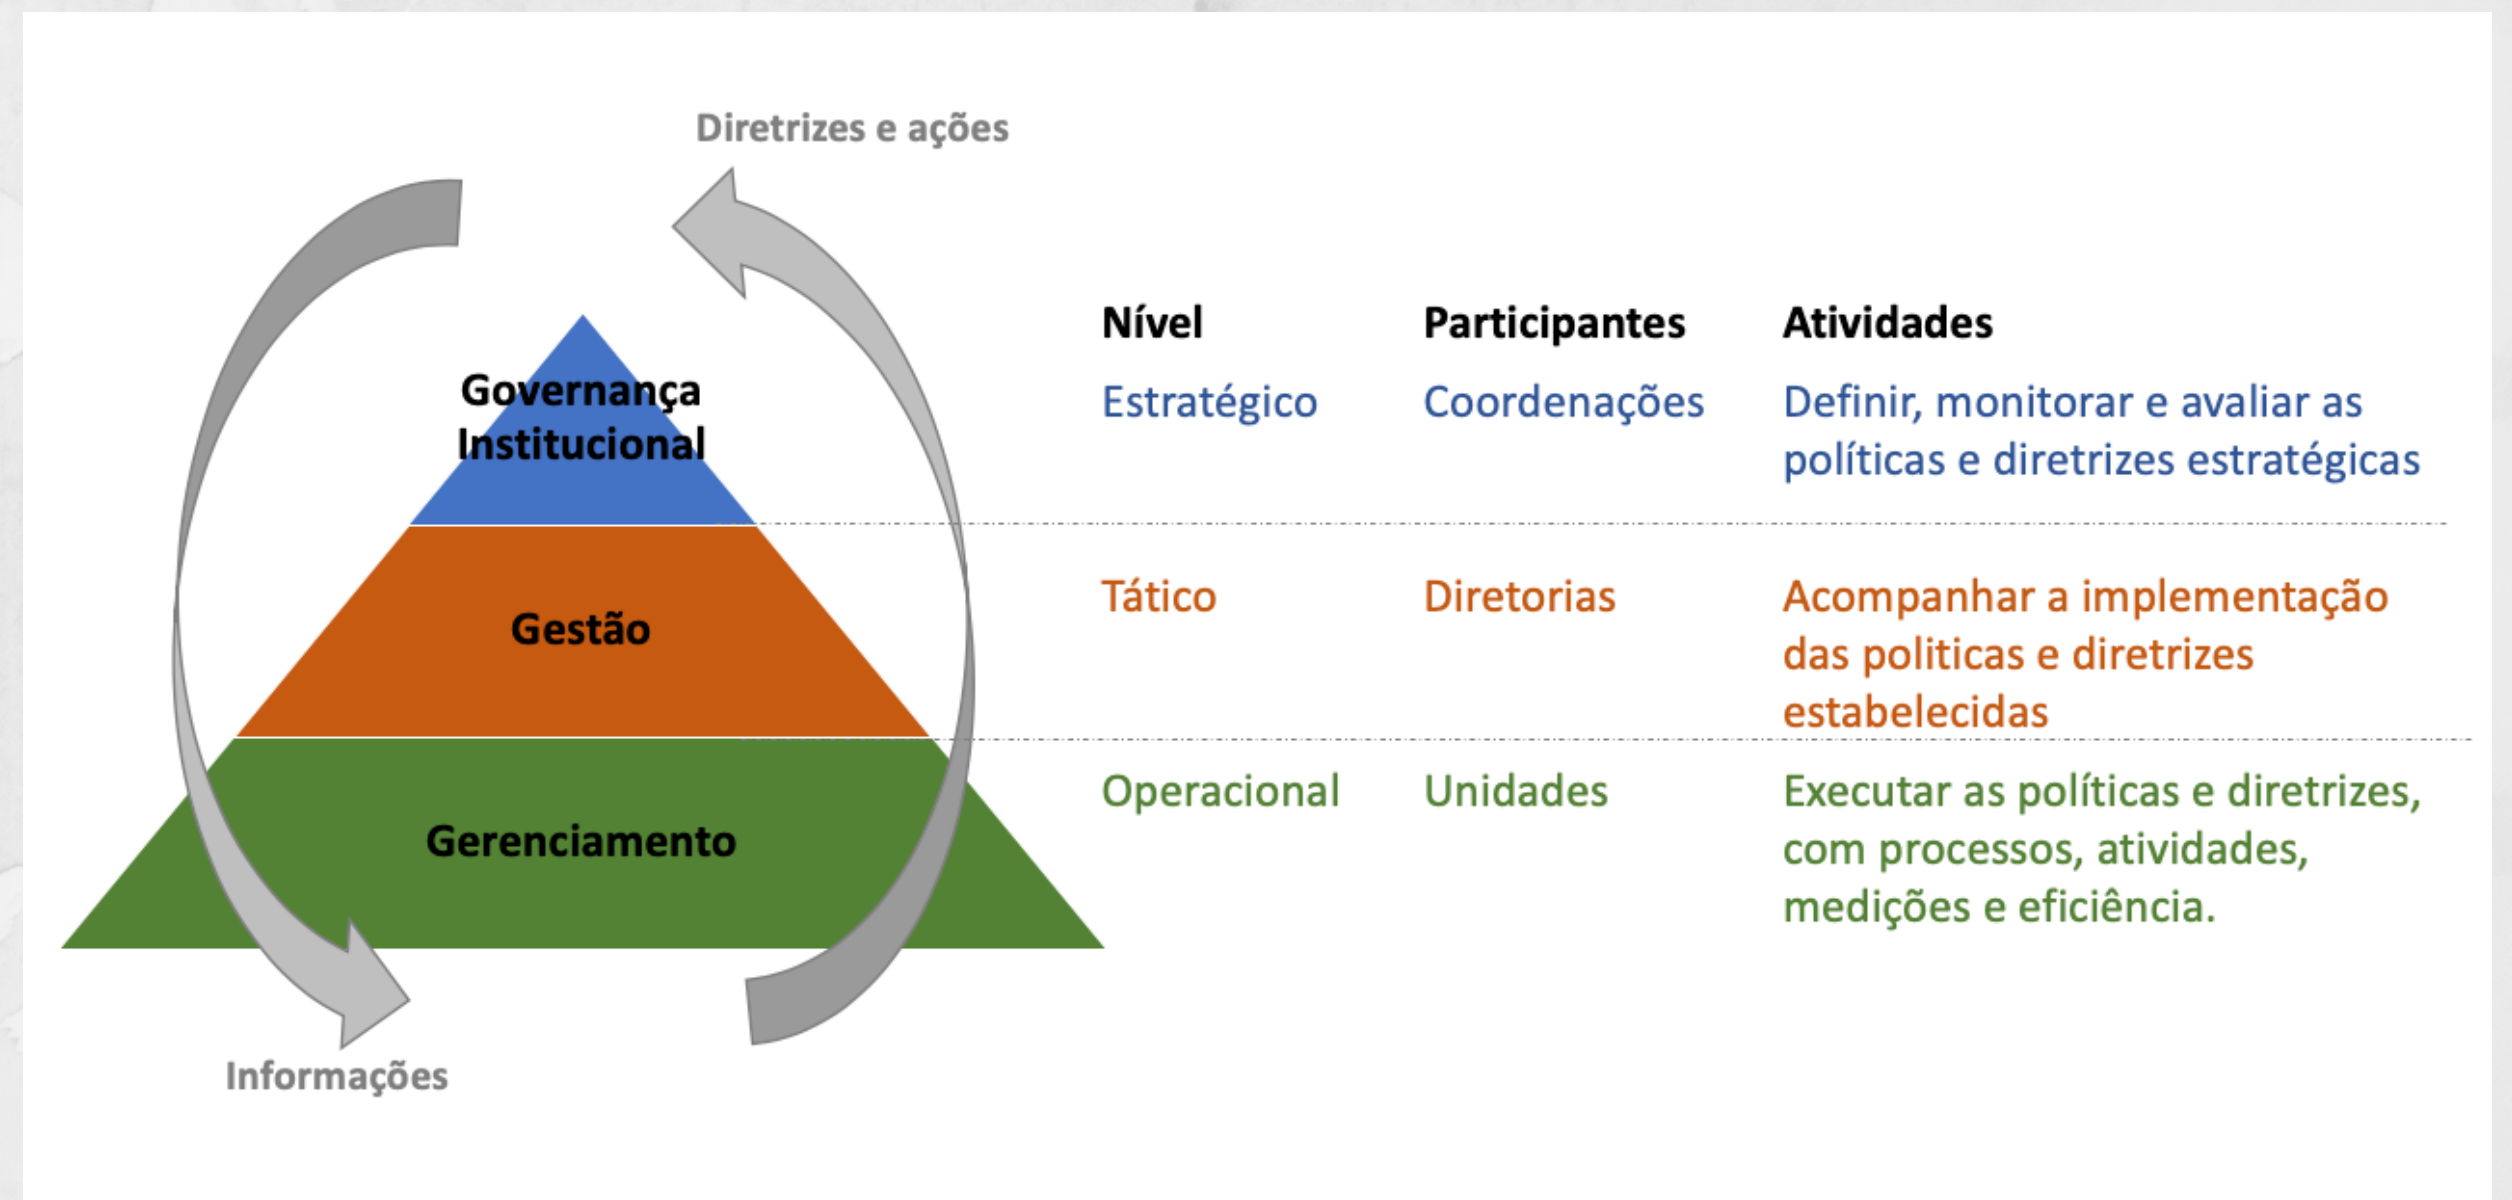 Diretrizes e ações
Governança
Institucional
Gestão
Gerenciamento
Informações
Nível
Participantes
Atividades
Estratégico
Coordenações
Definir, monitorar e avaliar as
políticas e diretrizes estratégicas
Tático
Diretorias
Acompanhar a implementação
das politicas e diretrizes
estabelecidas
Operacional
Unidades
Executar as políticas e diretrizes,
com processos, atividades,
medições e eficiência.